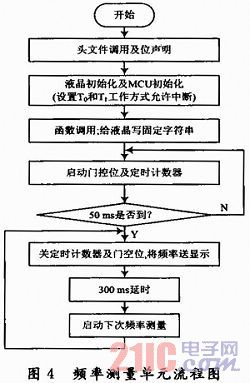 开始
头文件调用及位声明
液晶初始化及MCU初始化
(设置T0和T1工作方式允许中断)
函数调用;给液晶写固定字符串
启动门控位及定时计数器
50 ms是否到?
N
Y
关定时计数器及门空位,将频率送显示
300 ms延时
启动下次频率测量
21IC电子网
.com
图 4 频率测量单元流程图